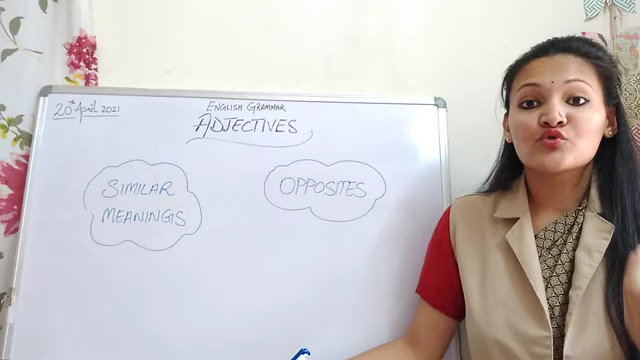 20th April 2021
ENGLISH GRAMMAR
ADJECTIVES
SIMILAR
MEANINGS
OPPOSITES